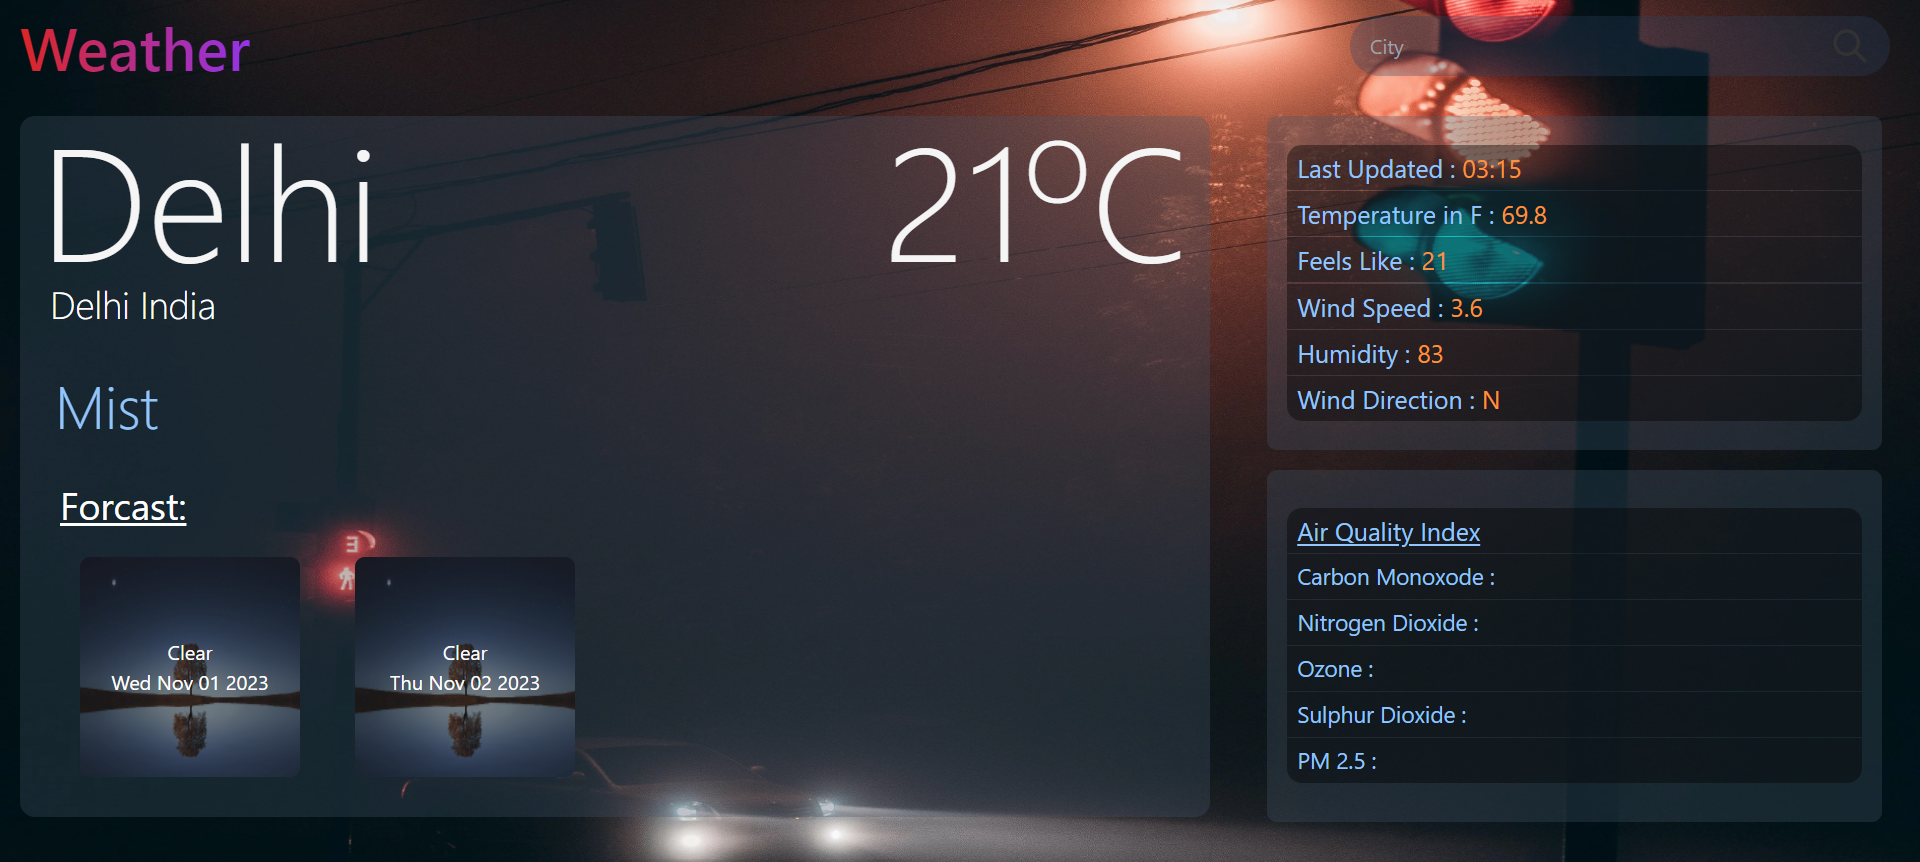 Weather
City
Delhi
21°C
Delhi India
Mist
Forcast:
Clear
Wed Nov 01 2023
Clear
Thu Nov 02 2023
Last Updated : 03:15
Temperature in F : 69.8
Feels Like : 21
Wind Speed : 3.6
Humidity : 83
Wind Direction : N
Air Quality Index
Carbon Monoxode :
Nitrogen Dioxide :
Ozone :
Sulphur Dioxide :
PM 2.5 :